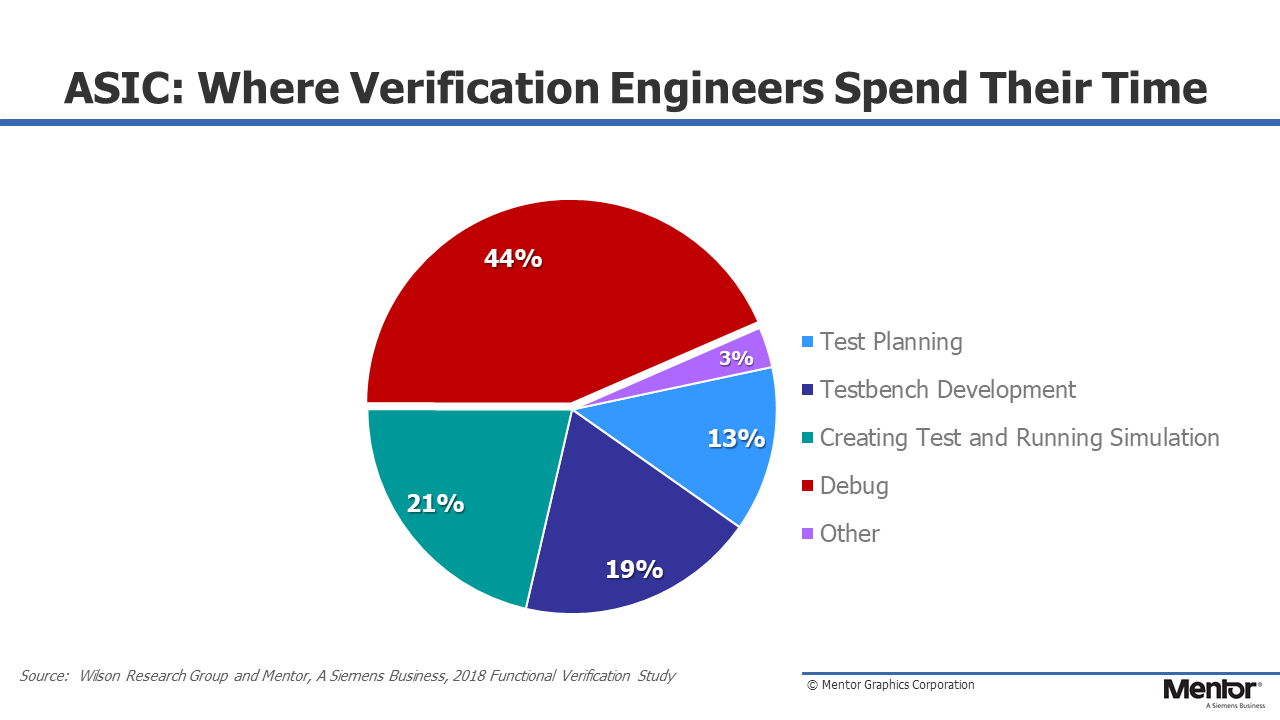 ASIC: Where Verification Engineers Spend Their Time
44%
3%
13%
21%
19%
Test Planning
Testbench Development
Creating Test and Running Simulation
Debug
Other
Source: Wilson Research Group and Mentor, A Siemens Business, 2018 Functional Verification Study
© Mentor Graphics Corporation
Mentor®
A Siemens Business